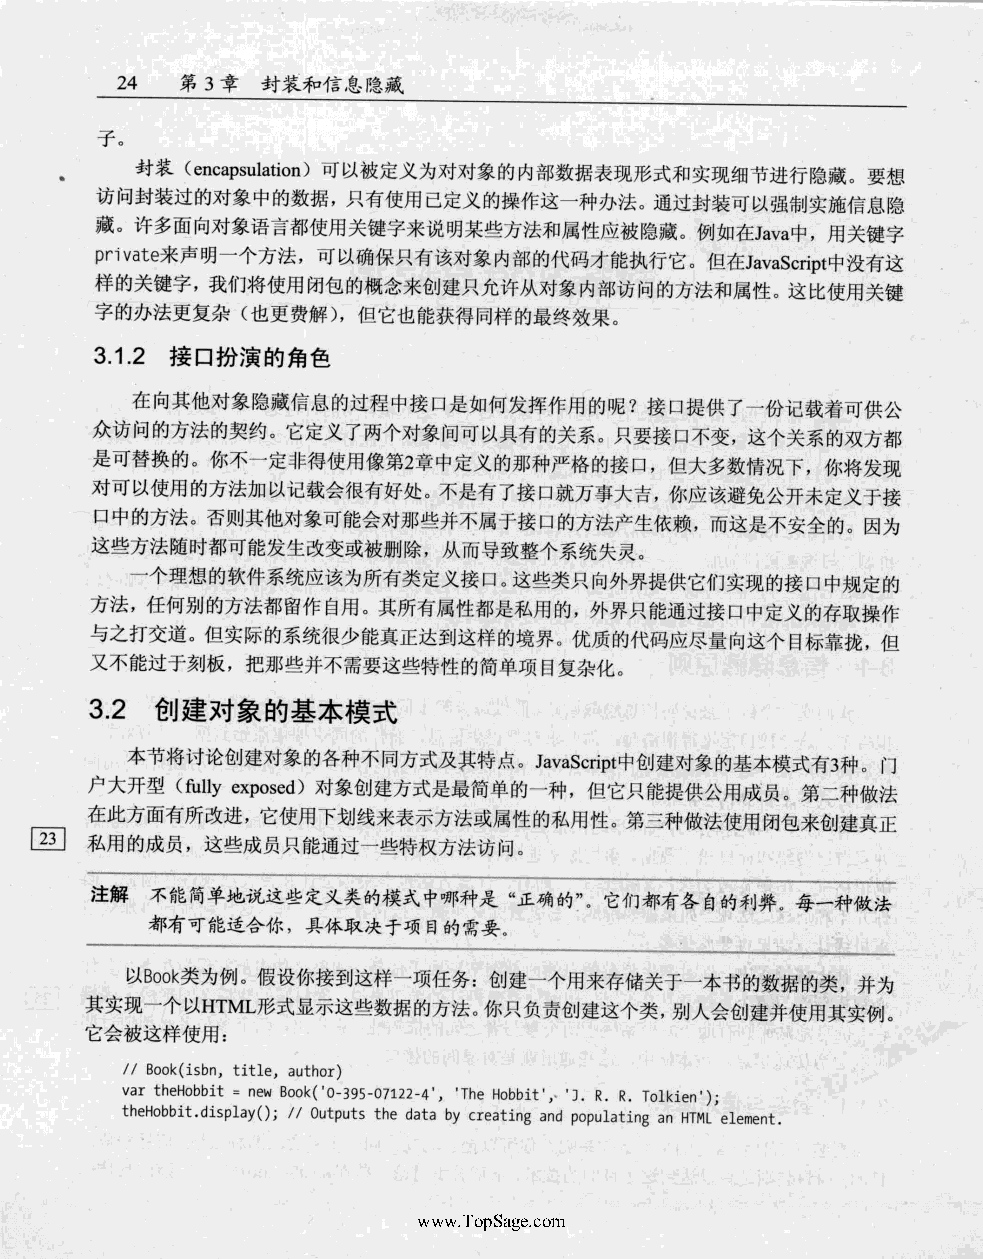 24 第 3 章 封装和信息隐藏
子。
封装（encapsulation）可以被定义为对对象的内部数据表现形式和实现细节进行隐藏。要想
访问封装过的对象中的数据，只有使用已定义的操作这一种办法。通过封装可以强制实施信息隐
藏。许多面向对象语言都使用关键字来说明某些方法和属性应被隐藏。例如在Java中，用关键字
private来声明一个方法，可以确保只有该对象内部的代码才能执行它。但在JavaScript中没有这
样的关键字，我们将使用闭包的概念来创建只允许从对象内部访问的方法和属性。这比使用关键
字的办法更复杂（也更费解），但它也能获得同样的最终效果。
3.1.2 接口扮演的角色
在向其他对象隐藏信息的过程中接口是如何发挥作用的呢？接口提供了一份记载着可供公
众访问的方法的契约。它定义了两个对象间可以具有的关系。只要接口不变，这个关系的双方都
是可替换的。你不一定非得使用像第2章中定义的那种严格的接口，但大多数情况下，你将发现
对可以使用的方法加以记载会很有好处。不是有了接口就万事大吉，你应该避免公开未定义于接
口中的方法。否则其他对象可能会对那些并不属于接口的方法产生依赖，而这是不安全的。因为
这些方法随时都可能发生改变或被删除，从而导致整个系统失灵。
一个理想的软件系统应该为所有类定义接口。这些类只向外界提供它们实现的接口中规定的
方法，任何别的方法都留作自用。其所有属性都是私用的，外界只能通过接口中定义的存取操作
与之打交道。但实际的系统很少能真正达到这样的境界。优质的代码应尽量向这个目标靠拢，但
又不能过于刻板，把那些并不需要这些特性的简单项目复杂化。
3.2 创建对象的基本模式
本节将讨论创建对象的各种不同方式及其特点。JavaScript中创建对象的基本模式有3种。门
户大开型（fully exposed）对象创建方式是最简单的一种，但它只能提供公用成员。第二种做法
在此方面有所改进，它使用下划线来表示方法或属性的私用性。第三种做法使用闭包来创建真正
23 私用的成员，这些成员只能通过一些特权方法访问。
注解 不能简单地说这些定义类的模式中哪种是“正确的”。它们都有各自的利弊。每一种做法
都有可能适合你，具体取决于项目的需要。
以Book类为例。假设你接到这样一项任务：创建一个用来存储关于一本书的数据的类，并为
其实现一个以HTML形式显示这些数据的方法。你只负责创建这个类，别人会创建并使用其实例。
它会被这样使用：
// Book(isbn, title, author)
var theHobbit = new Book('0-395-07122-4', 'The Hobbit', 'J. R. R. Tolkien');
theHobbit.display(); // Outputs the data by creating and populating an HTML element.
www.TopSage.com